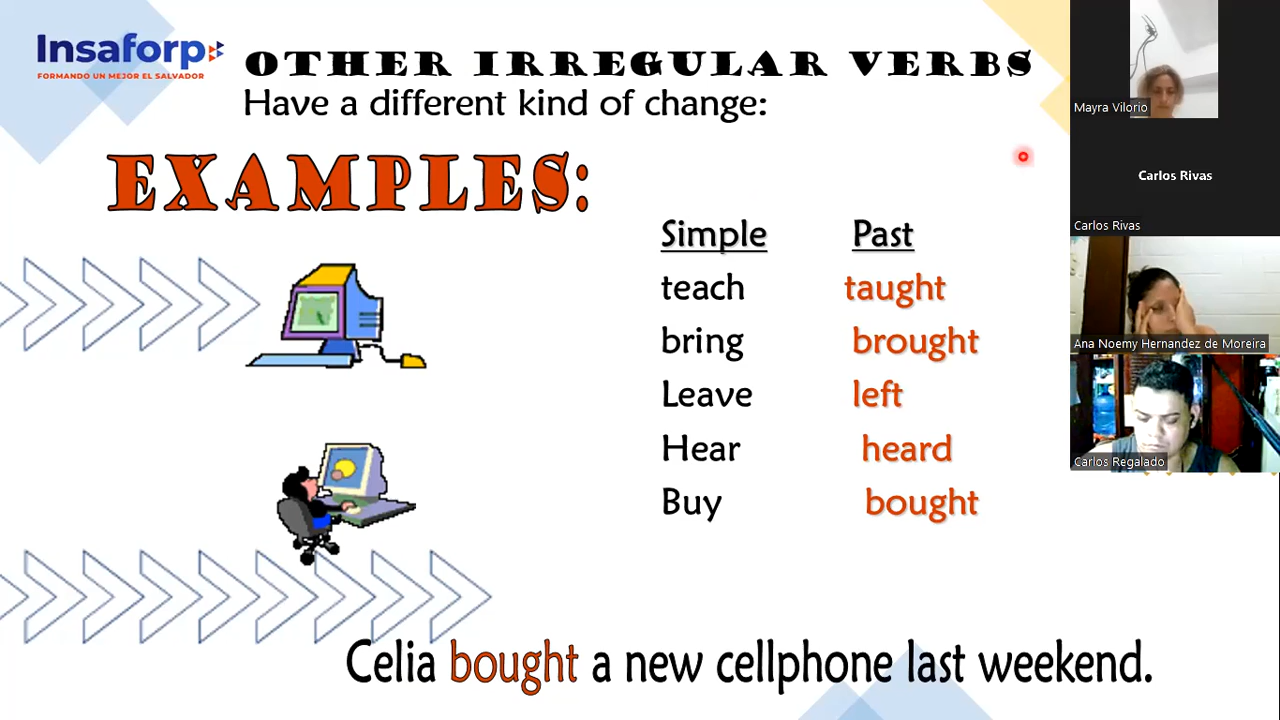 Insaforp
FORMANDO UN MEJOR EL SALVADOR
OTHER IRREGULAR VERBS
Have a different kind of change:
EXAMPLES:
Simple Past
teach taught
bring brought
Leave left
Hear heard
Buy bought
Celia bought a new cellphone last weekend.
Mayra Vilorio
Carlos Rivas
Carlos Rivas
Ana Noemy Hernandez de Moreira
Carlos Regalado